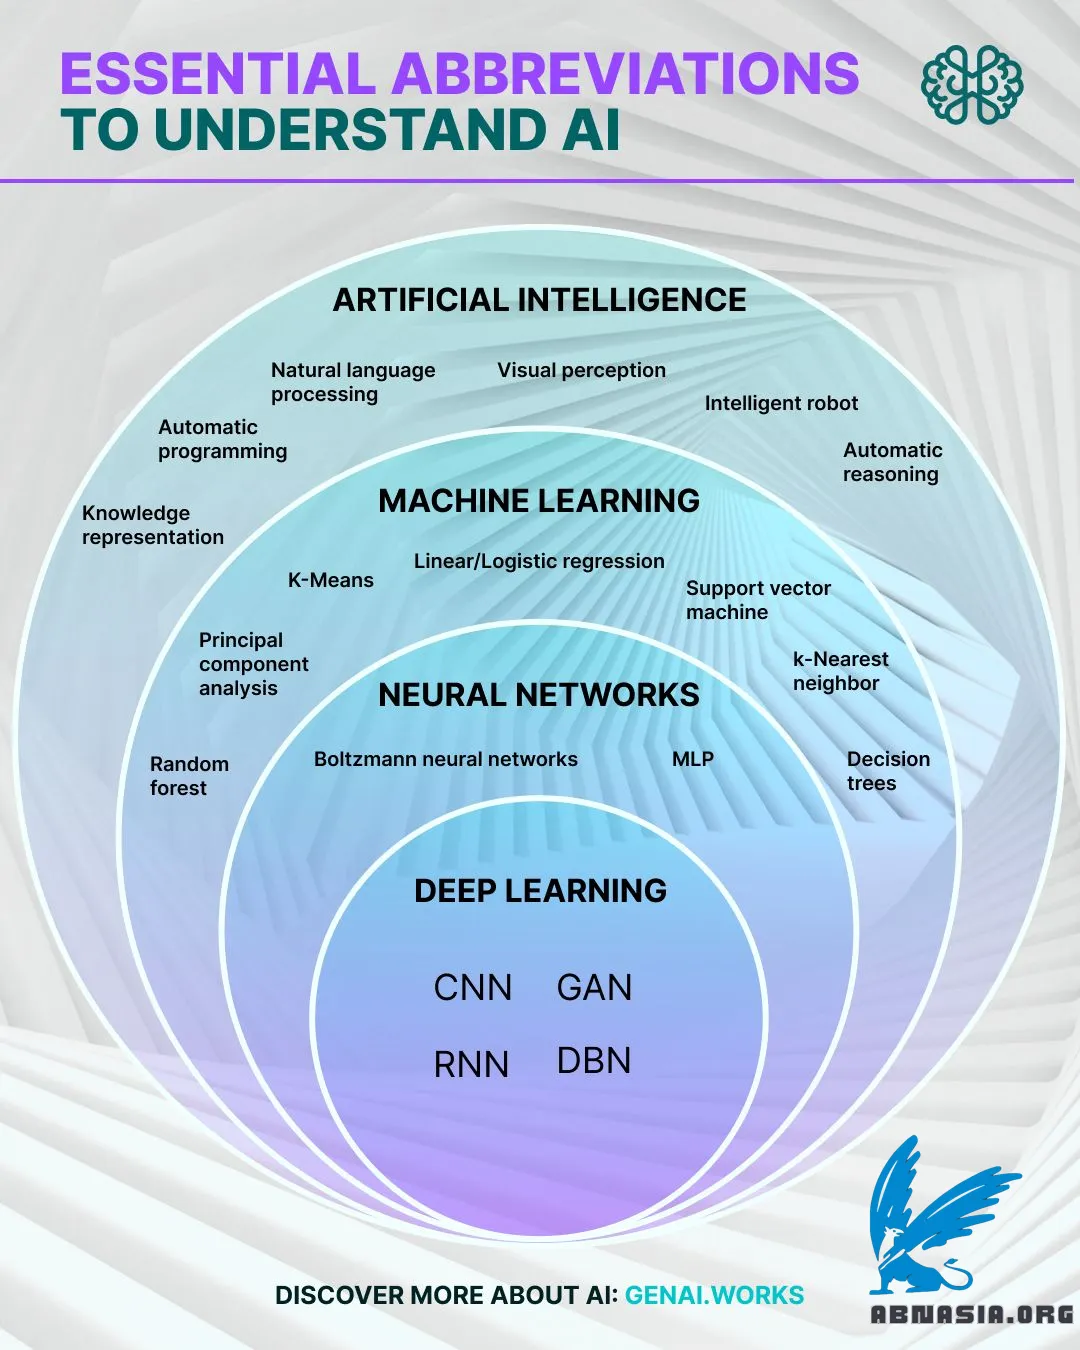 ESSENTIAL ABBREVIATIONS
TO UNDERSTAND AI
ARTIFICIAL INTELLIGENCE
Natural language
processing
Visual perception
Intelligent robot
Automatic
programming
Automatic
reasoning
Knowledge
representation
MACHINE LEARNING
Linear/Logistic regression
K-Means
Support vector
machine
Principal
component
analysis
k-Nearest
neighbor
Random
forest
Decision
trees
NEURAL NETWORKS
Boltzmann neural networks
MLP
DEEP LEARNING
CNN
GAN
RNN
DBN
DISCOVER MORE ABOUT AI: GENAI.WORKS
ABNASIA.ORG